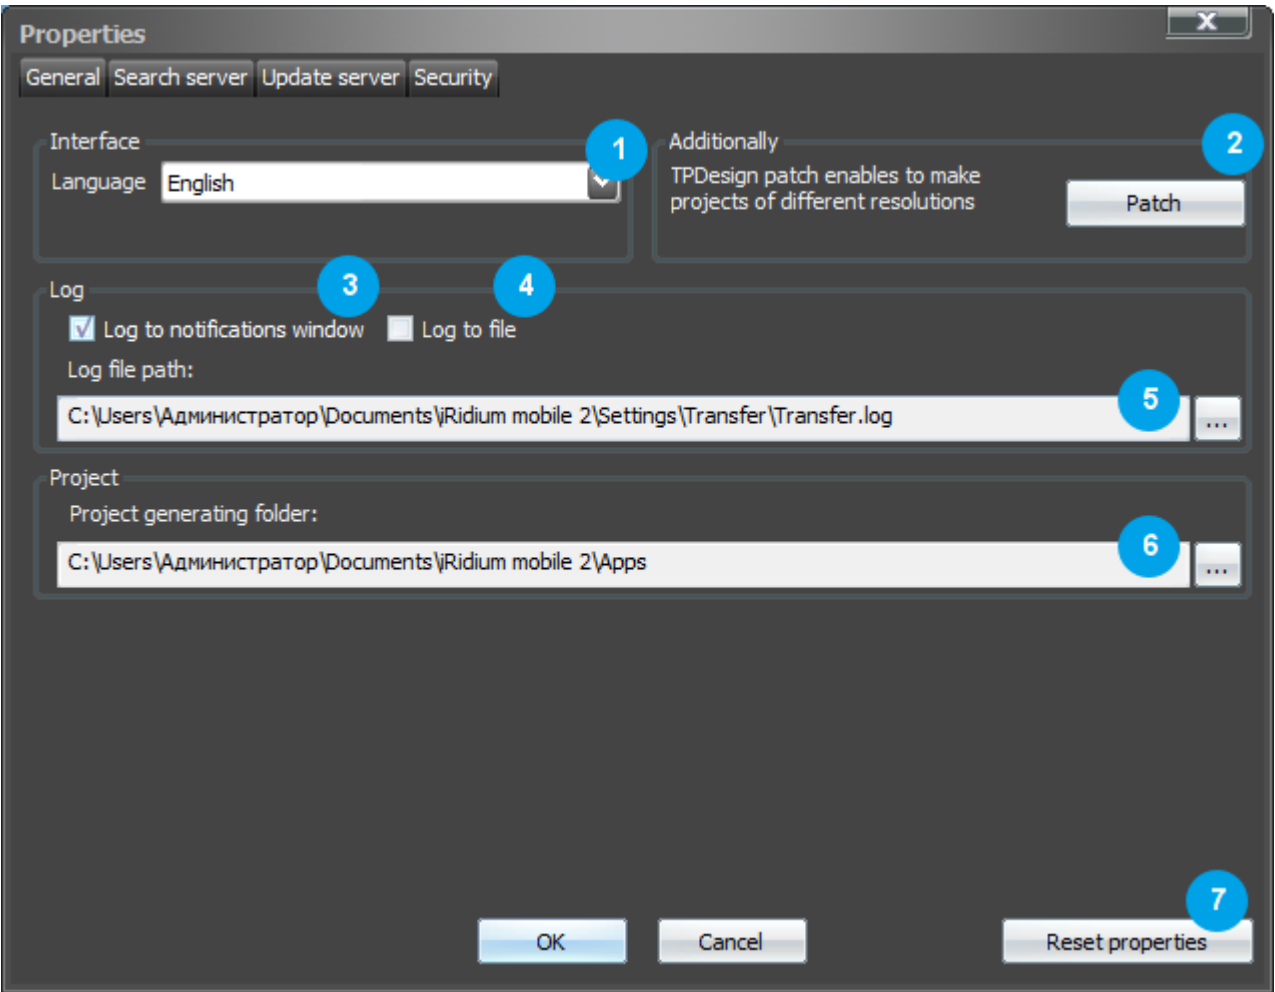 Properties
General Search server Update server Security
Interface
1
Language English
Additionally
2
TPDesign patch enables to make
projects of different resolutions
Patch
Log
3
4
Log to notifications window Log to file
Log file path:
C:\Users\Администратор\Documents\iRidium mobile 2\Settings\Transfer\Transfer.log
5
...
Project
Project generating folder:
C:\Users\Администратор\Documents\iRidium mobile 2\Apps
6
...
7
OK Cancel Reset properties